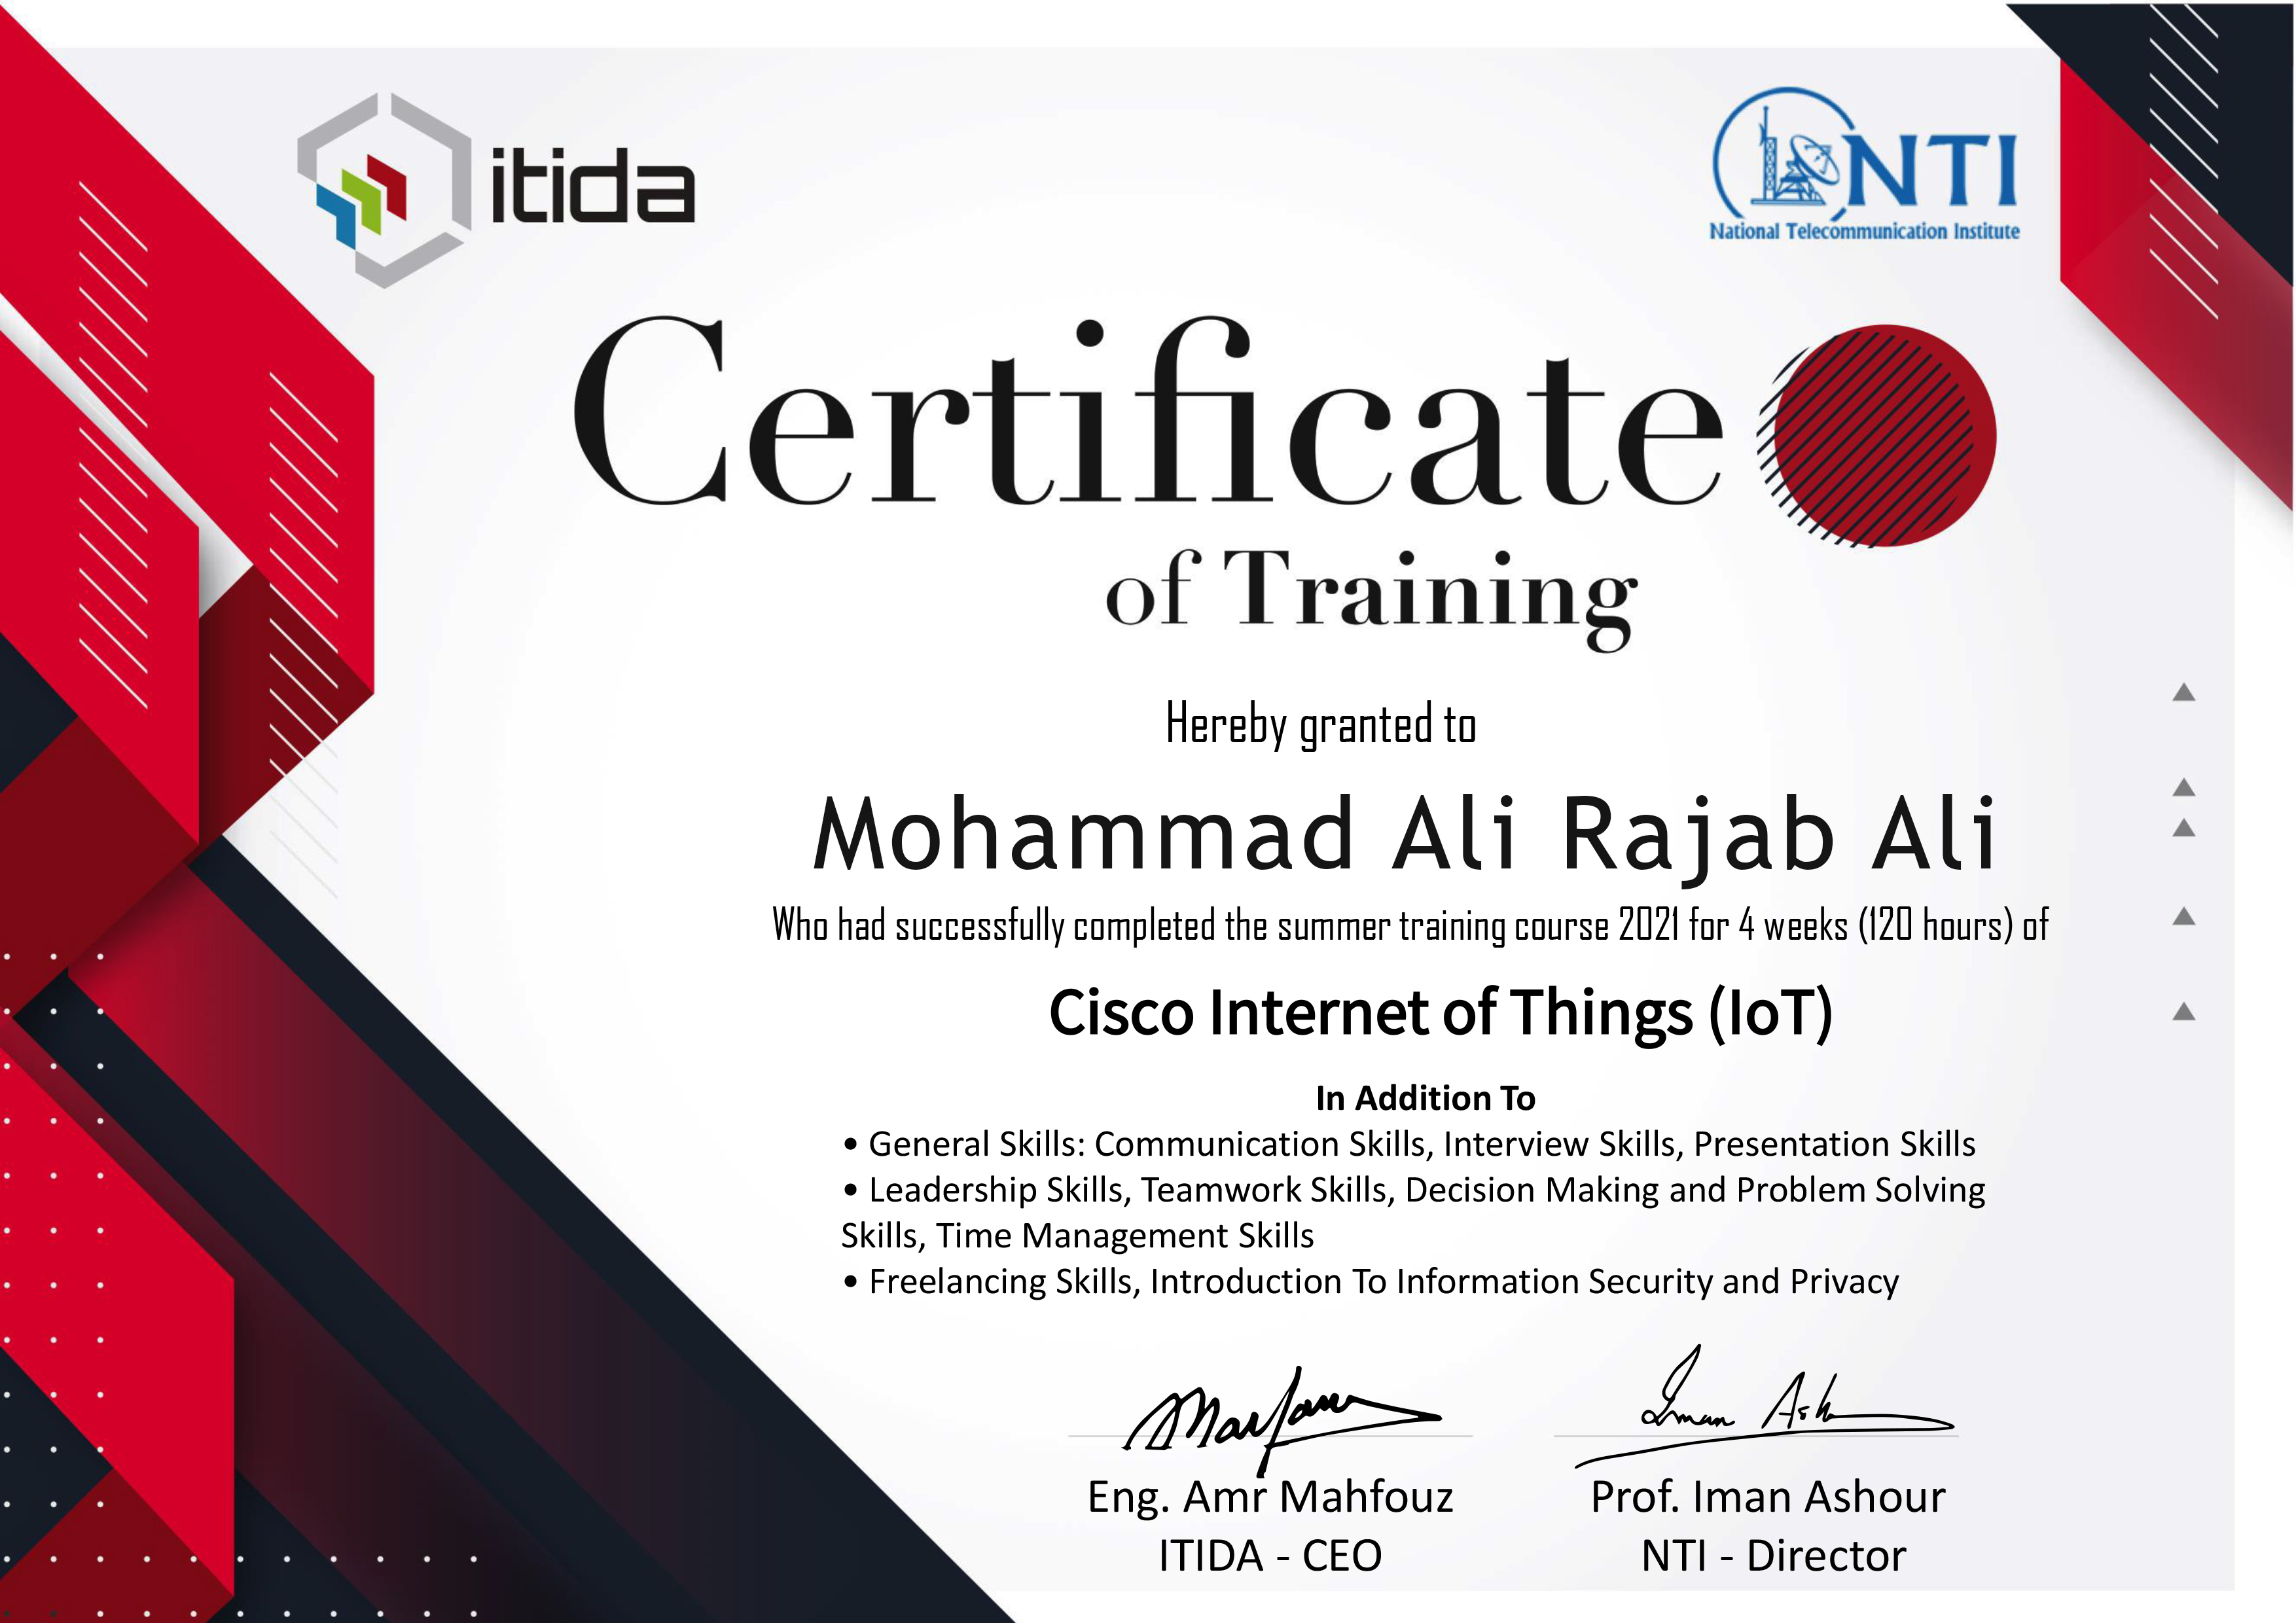 itida
NTI
National Telecommunication Institute
Certificate
of Training
Hereby granted to
Mohammad Ali Rajab Ali
Who had successfully completed the summer training course 2021 for 4 weeks (120 hours) of
Cisco Internet of Things (IoT)
In Addition To
• General Skills: Communication Skills, Interview Skills, Presentation Skills
• Leadership Skills, Teamwork Skills, Decision Making and Problem Solving
Skills, Time Management Skills
• Freelancing Skills, Introduction To Information Security and Privacy
Iman Ash
Eng. Amr Mahfouz
Prof. Iman Ashour
ITIDA - CEO
NTI - Director